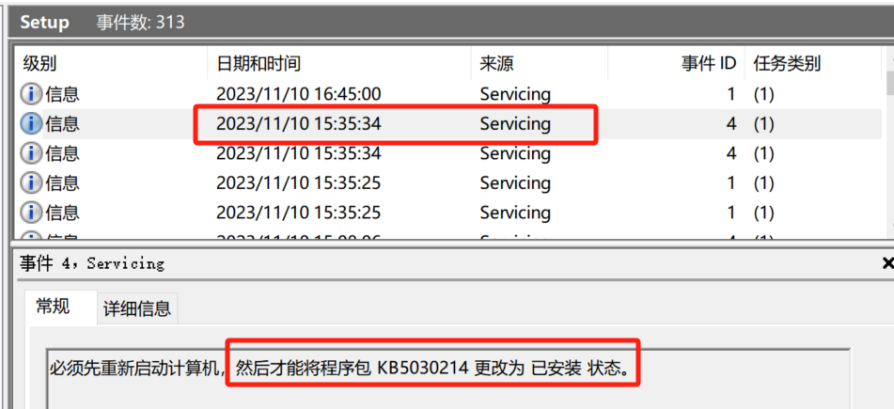 Setup 事件数: 313
级别 日期和时间 来源 事件 ID 任务类别
信息 2023/11/10 16:45:00 Servicing 1 (1)
信息 2023/11/10 15:35:34 Servicing 4 (1)
信息 2023/11/10 15:35:34 Servicing 4 (1)
信息 2023/11/10 15:35:25 Servicing 1 (1)
信息 2023/11/10 15:35:25 Servicing 1 (1)
事件 4，Servicing
常规 详细信息
必须先重新启动计算机，然后才能将程序包 KB5030214 更改为 已安装 状态。